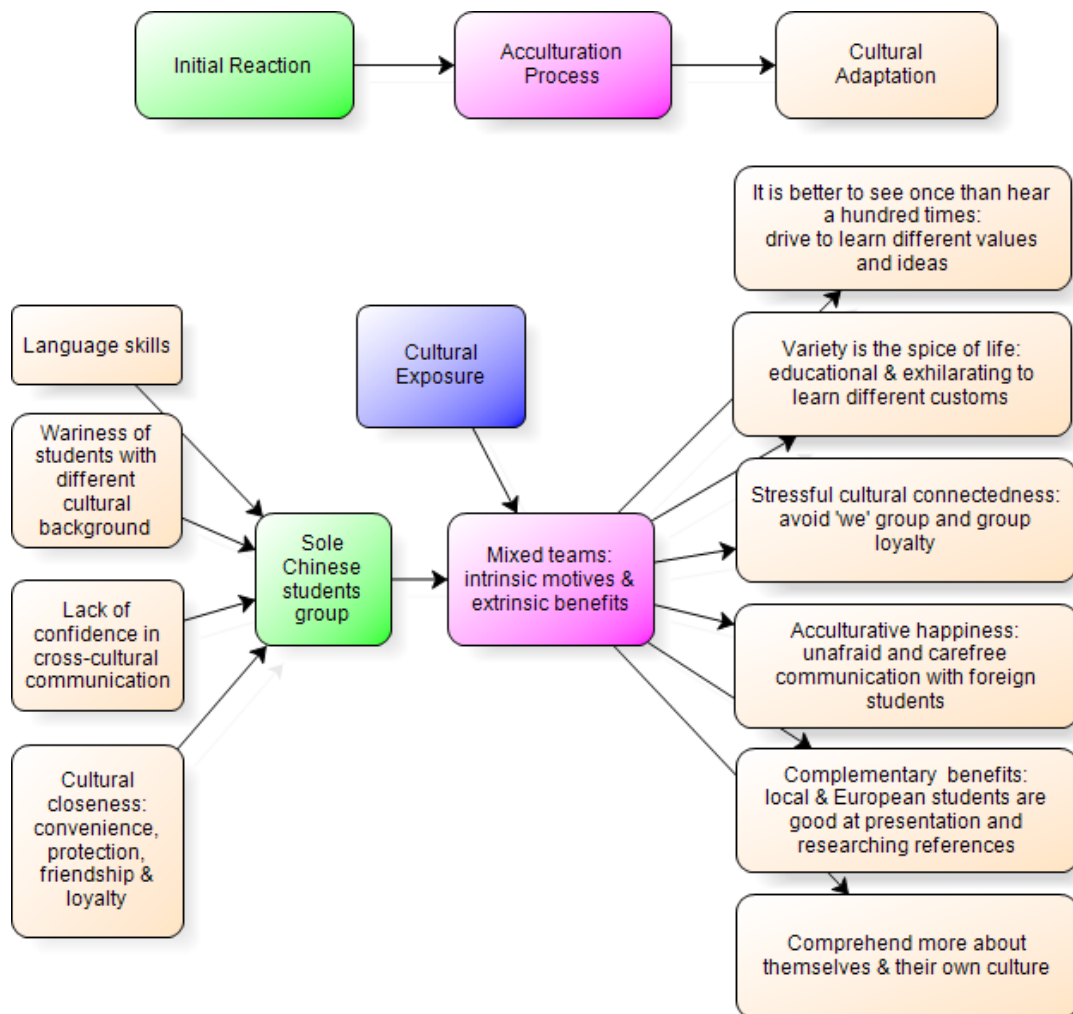 Initial Reaction
Acculturation
Process
Cultural
Adaptation
Language skills
Wariness of
students with
different
cultural
background
Lack of
confidence in
cross-cultural
communication
Cultural
closeness:
convenience,
protection,
friendship &
loyalty
Sole
Chinese
students
group
Cultural
Exposure
Mixed teams:
intrinsic motives &
extrinsic benefits
It is better to see once than hear
a hundred times:
drive to learn different values
and ideas
Variety is the spice of life:
educational & exhilarating to
learn different customs
Stressful cultural connectedness:
avoid 'we' group and group
loyalty
Acculturative happiness:
unafraid and carefree
communication with foreign
students
Complementary benefits:
local & European students are
good at presentation and
researching references
Comprehend more about
themselves & their own culture